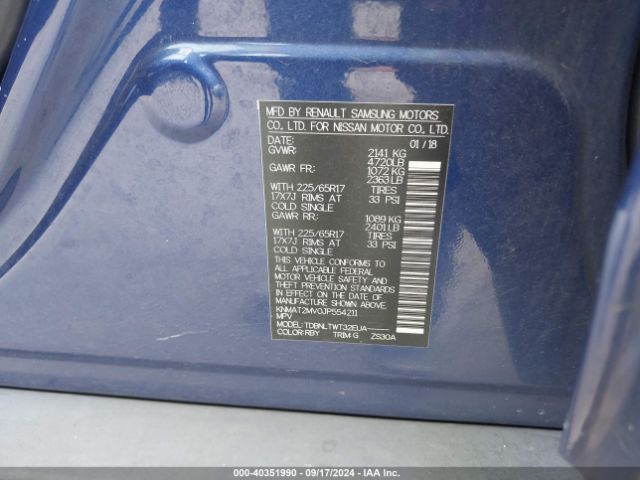 MFD BY RENAULT SAMSUNG MOTORS
CO., LTD. FOR NISSAN MOTOR CO., LTD.
DATE: 01/18
GVWR: 2141 KG
4720LB
GAWR FR: 1072 KG
2363LB
WITH 225/65R17 TIRES
17X7J RIMS AT 33 PSI
COLD SINGLE
GAWR RR: 1089 KG
2401LB
WITH 225/65R17 TIRES
17X7J RIMS AT 33 PSI
COLD SINGLE
THIS VEHICLE CONFORMS TO
ALL APPLICABLE FEDERAL
MOTOR VEHICLE SAFETY STANDARDS
IN EFFECT ON THE DATE OF
MANUFACTURE SHOWN ABOVE.
KNMAT2MV0JP554211
MPV
MODEL:TDBNLTWT32EUA-----
COLOR:RBY TRIM:G ZS30A
000-40351990 - 09/17/2024 - IAA Inc.